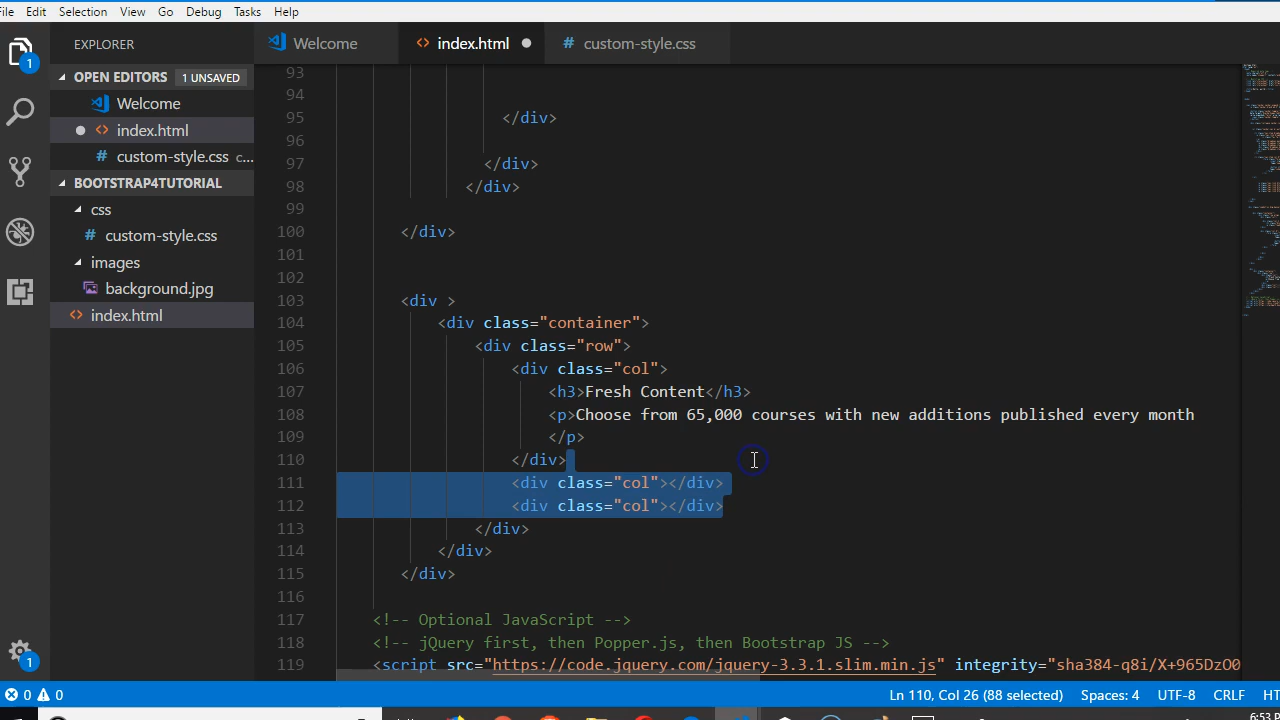 File Edit Selection View Go Debug Tasks Help
EXPLORER
Welcome
index.html
# custom-style.css
OPEN EDITORS 1 UNSAVED
Welcome
index.html
# custom-style.css c...
BOOTSTRAP4TUTORIAL
css
# custom-style.css
images
background.jpg
<> index.html
1
1
93
94
95 </div>
96
97 </div>
98 </div>
99
100 </div>
101
102
103 <div >
104 <div class="container">
105 <div class="row">
106 <div class="col">
107 <h3>Fresh Content</h3>
108 <p>Choose from 65,000 courses with new additions published every month
109 </p>
110 </div>
111 <div class="col"></div>
112 <div class="col"></div>
113 </div>
114 </div>
115 </div>
116
117 <!-- Optional JavaScript -->
118 <!-- jQuery first, then Popper.js, then Bootstrap JS -->
119 <script src="https://code.jquery.com/jquery-3.3.1.slim.min.js" integrity="sha384-q8i/X+965DzO0
0 0 Ln 110, Col 26 (88 selected) Spaces: 4 UTF-8 CRLF HT